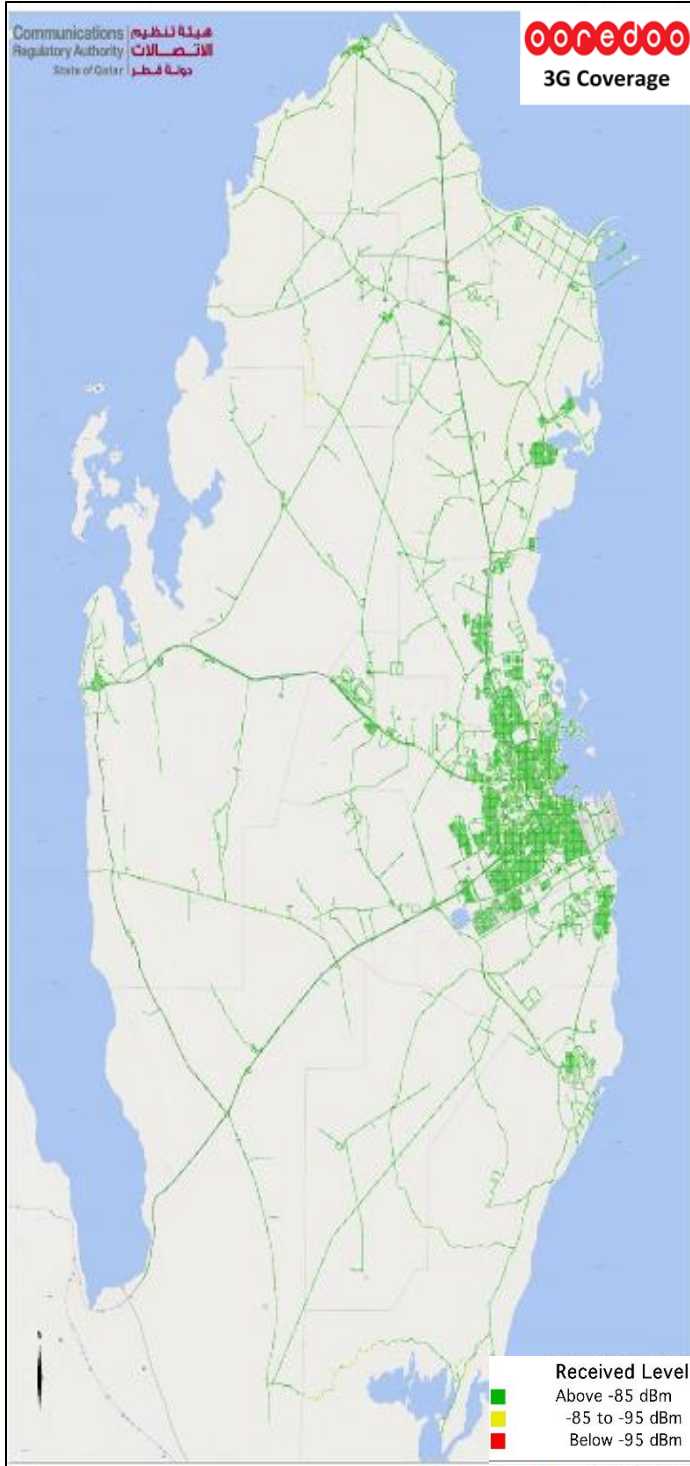 Communications
Regulatory Authority
State of Qatar
هيئة تنظيم
الاتصالات
دولة قطر
ooredoo
3G Coverage
Received Level
Above -85 dBm
-85 to -95 dBm
Below -95 dBm